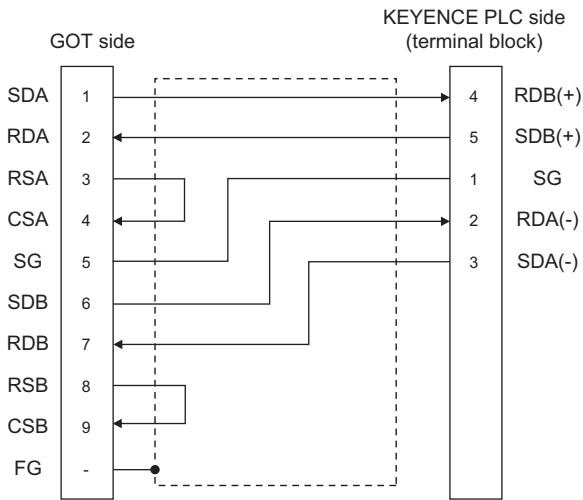 KEYENCE PLC side
GOT side (terminal block)
SDA 1 4 RDB(+)
RDA 2 5 SDB(+)
RSA 3 1 SG
CSA 4 2 RDA(-)
SG 5 3 SDA(-)
SDB 6
RDB 7
RSB 8
CSB 9
FG -